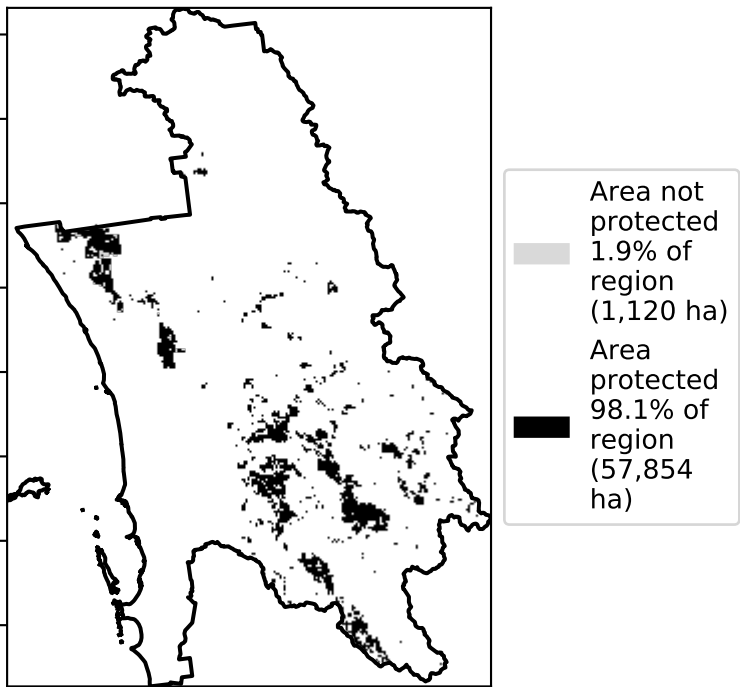 Area not
protected
1.9% of
region
(1,120 ha)
Area
protected
98.1% of
region
(57,854
ha)